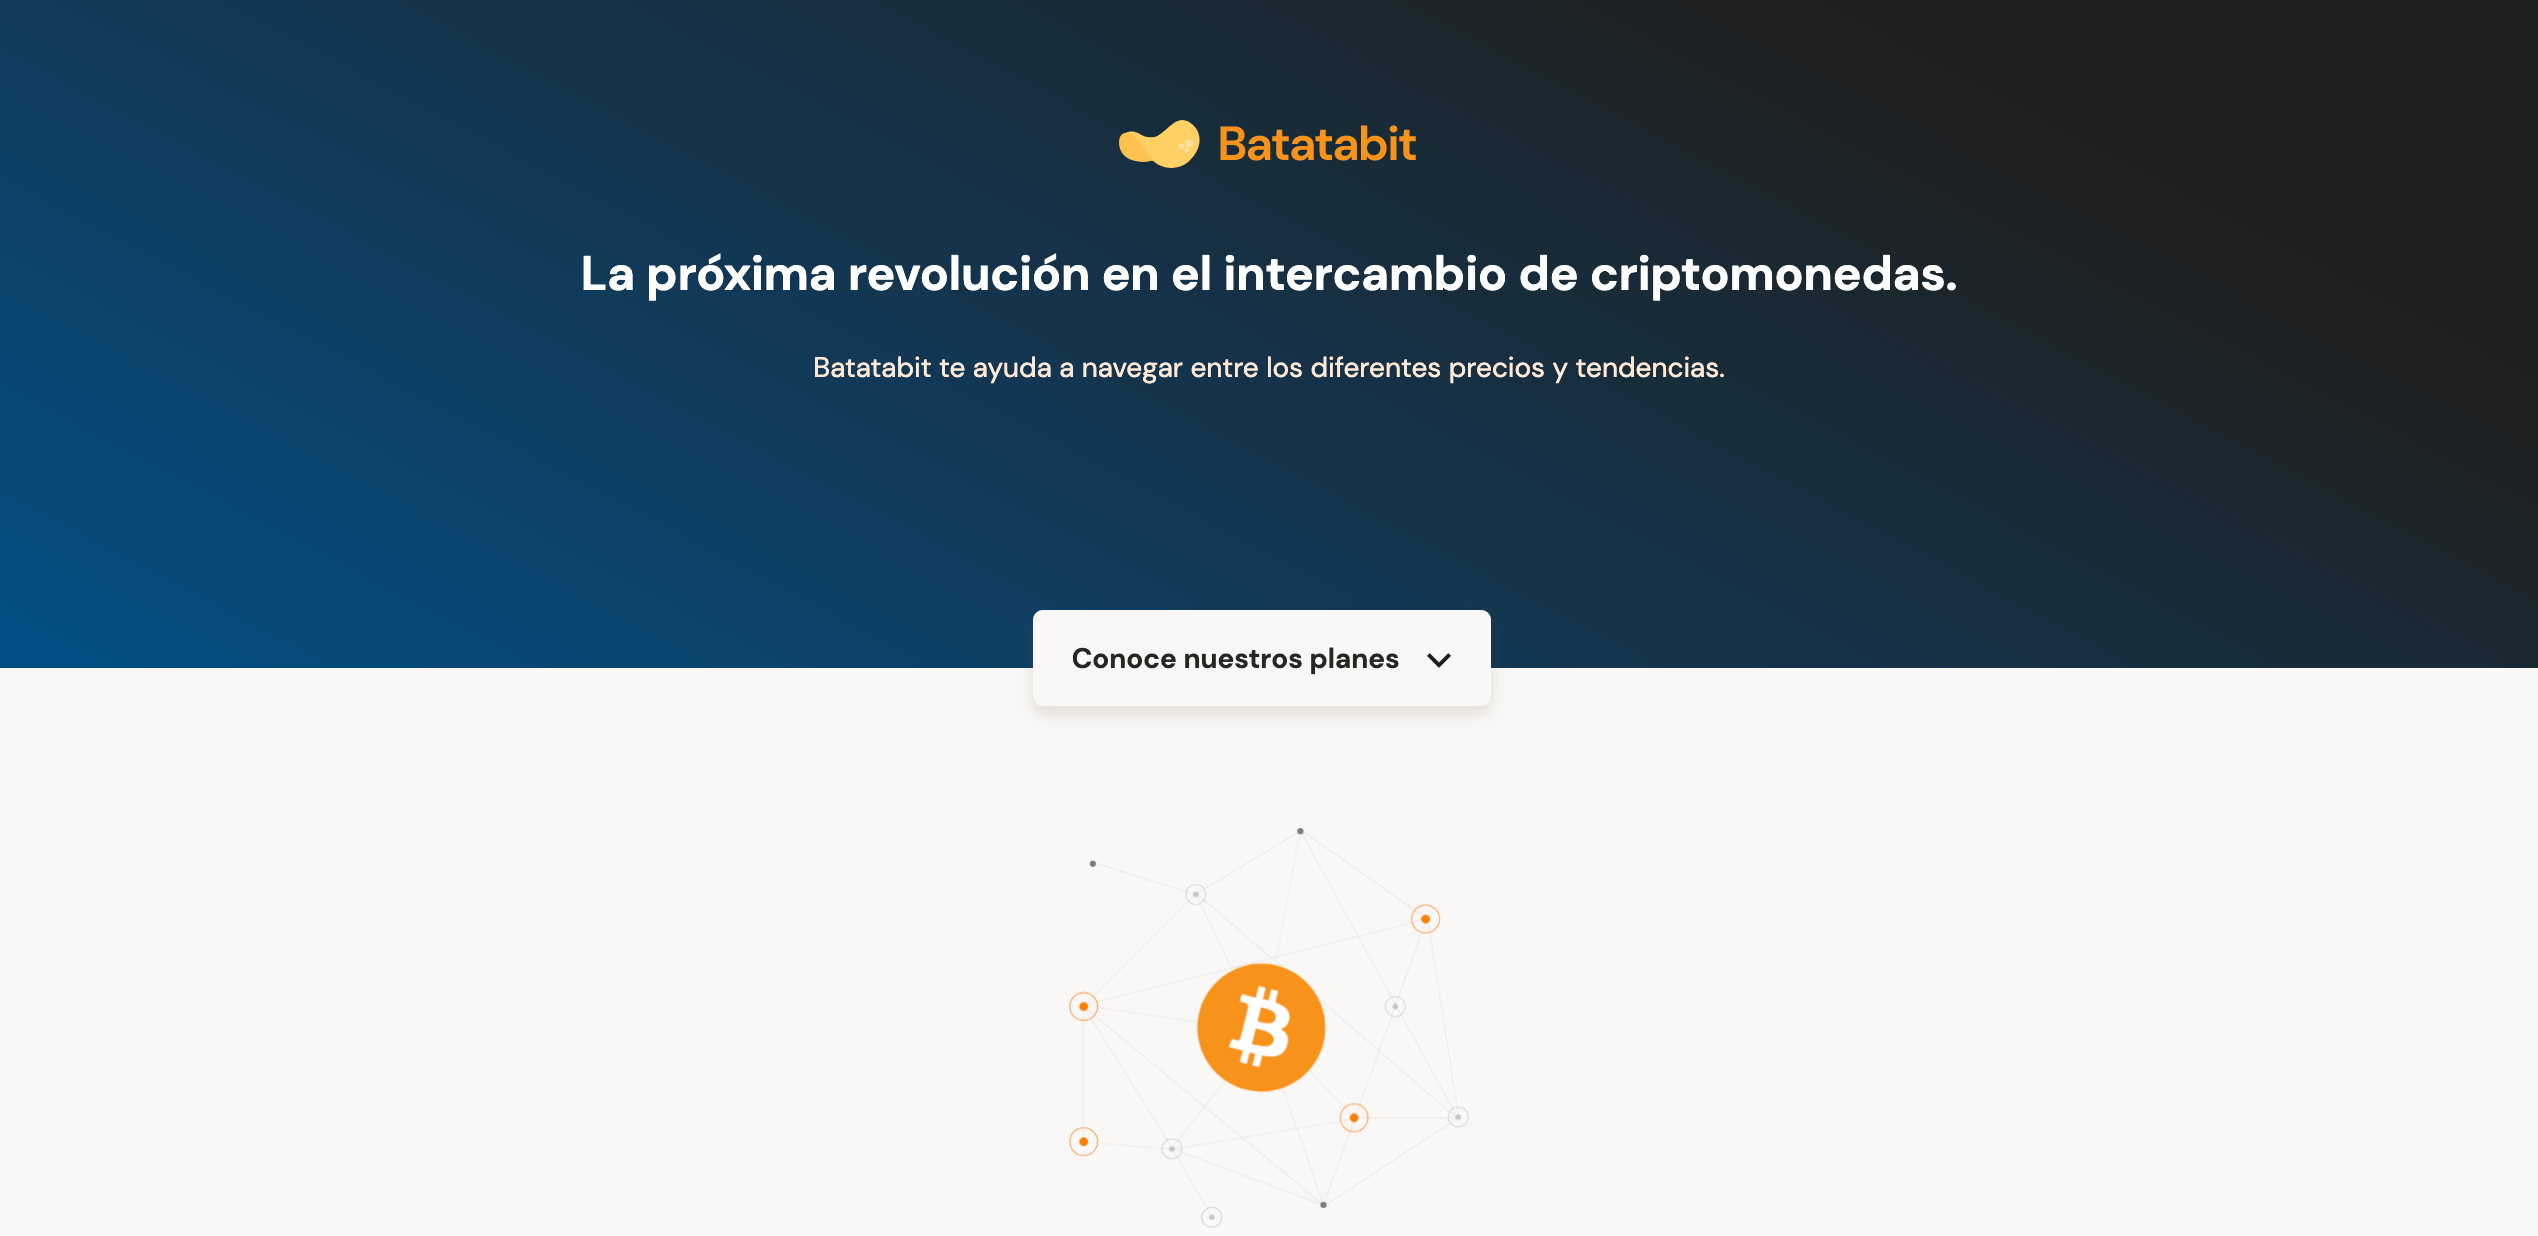 Batatabit
La próxima revolución en el intercambio de criptomonedas.
Batatabit te ayuda a navegar entre los diferentes precios y tendencias.
Conoce nuestros planes